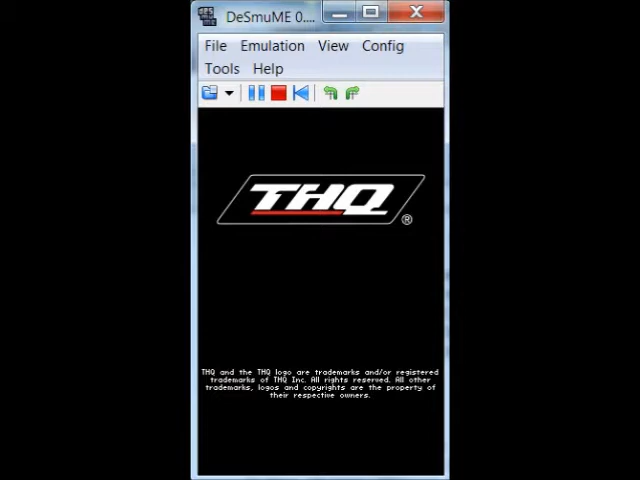 DeSmuME 0....
File Emulation View Config
Tools Help
THQ
®
THQ and the THQ logo are trademarks and/or registered
trademarks of THQ Inc. All rights reserved. All other
trademarks, logos and copyrights are the property of
their respective owners.